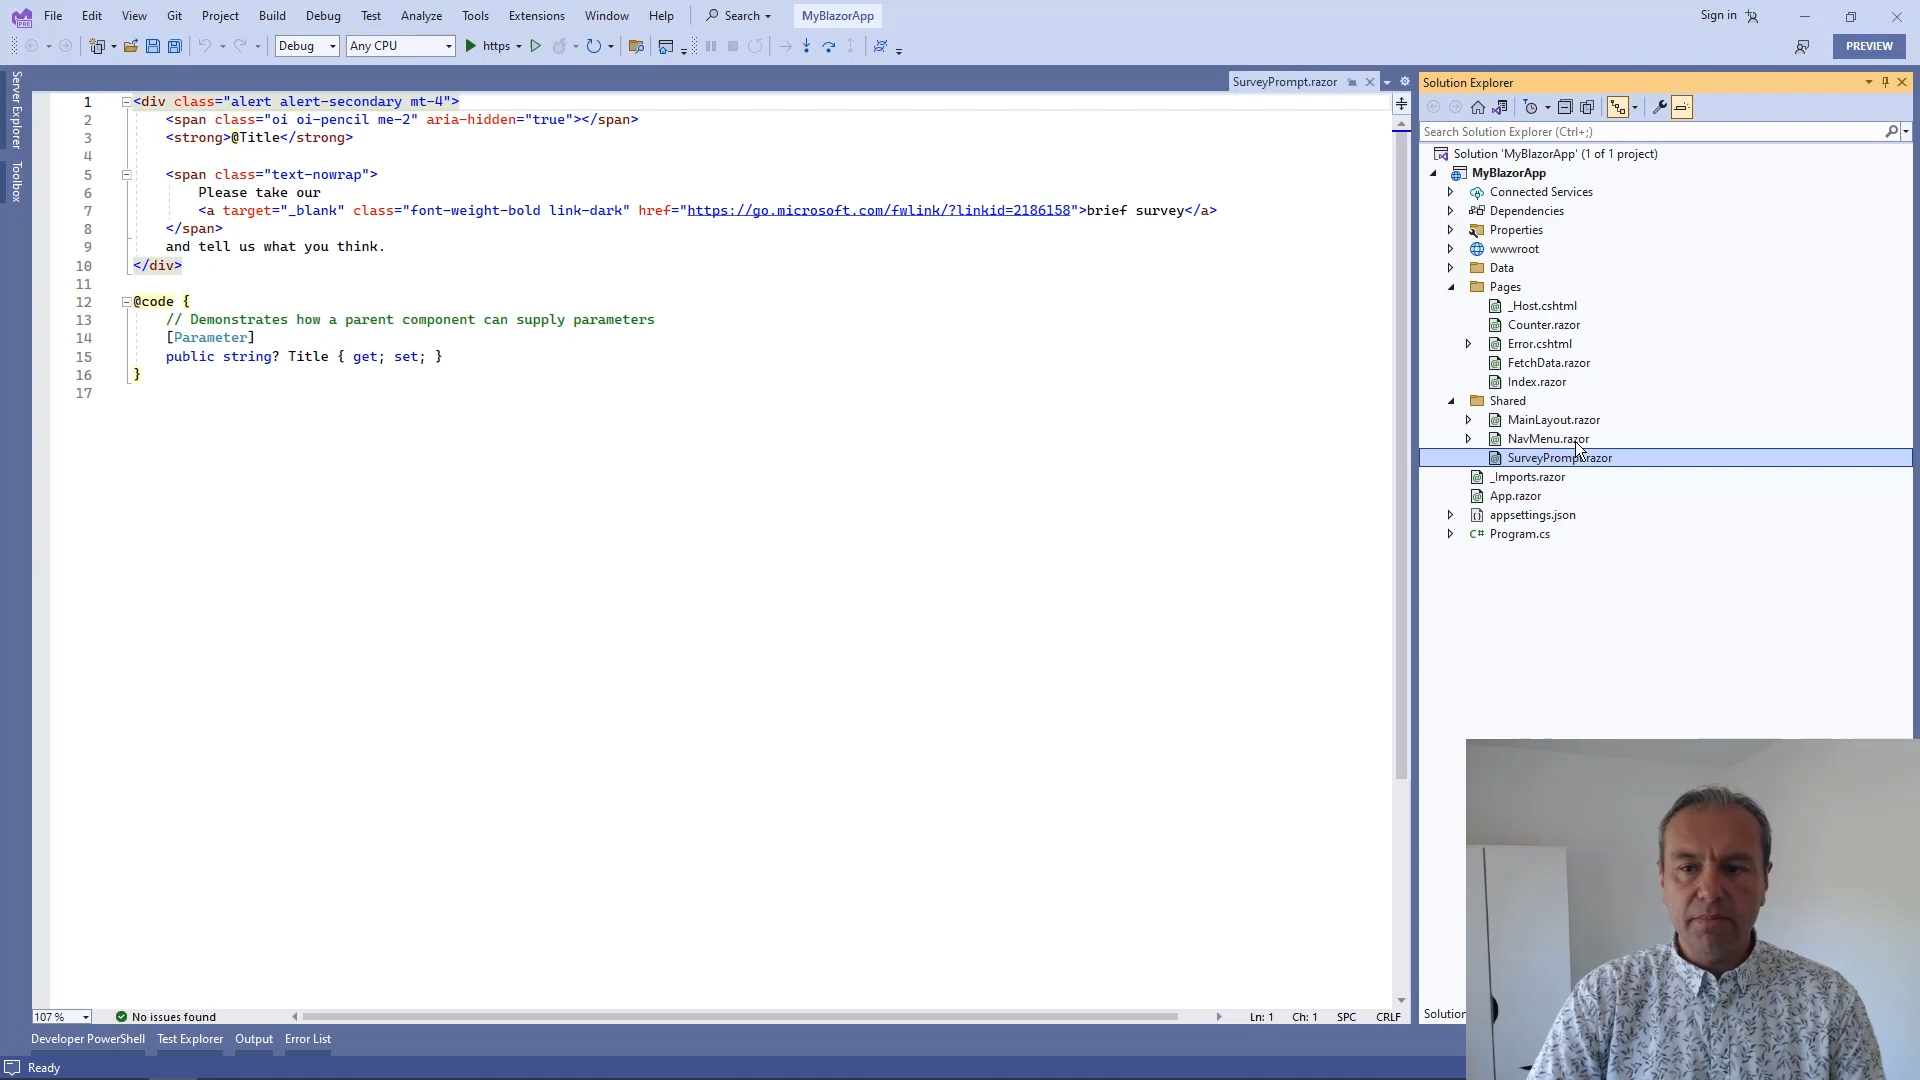 File Edit View Git Project Build Debug Test Analyze Tools Extensions Window Help Search MyBlazorApp Sign in
Debug Any CPU https PREVIEW
Server Explorer
Toolbox
SurveyPrompt.razor
1 <div class="alert alert-secondary mt-4">
2 <span class="oi oi-pencil me-2" aria-hidden="true"></span>
3 <strong>@Title</strong>
4
5 <span class="text-nowrap">
6 Please take our
7 <a target="_blank" class="font-weight-bold link-dark" href="https://go.microsoft.com/fwlink/?linkid=2186158">brief survey</a>
8 </span>
9 and tell us what you think.
10 </div>
11
12 @code {
13 // Demonstrates how a parent component can supply parameters
14 [Parameter]
15 public string? Title { get; set; }
16 }
17
107 % No issues found Ln: 1 Ch: 1 SPC CRLF
Solution Explorer
Search Solution Explorer (Ctrl+;)
Solution 'MyBlazorApp' (1 of 1 project)
MyBlazorApp
Connected Services
Dependencies
Properties
wwwroot
Data
Pages
_Host.cshtml
Counter.razor
Error.cshtml
FetchData.razor
Index.razor
Shared
MainLayout.razor
NavMenu.razor
SurveyPrompt.razor
_Imports.razor
App.razor
appsettings.json
C# Program.cs
Solution
Developer PowerShell Test Explorer Output Error List
Ready